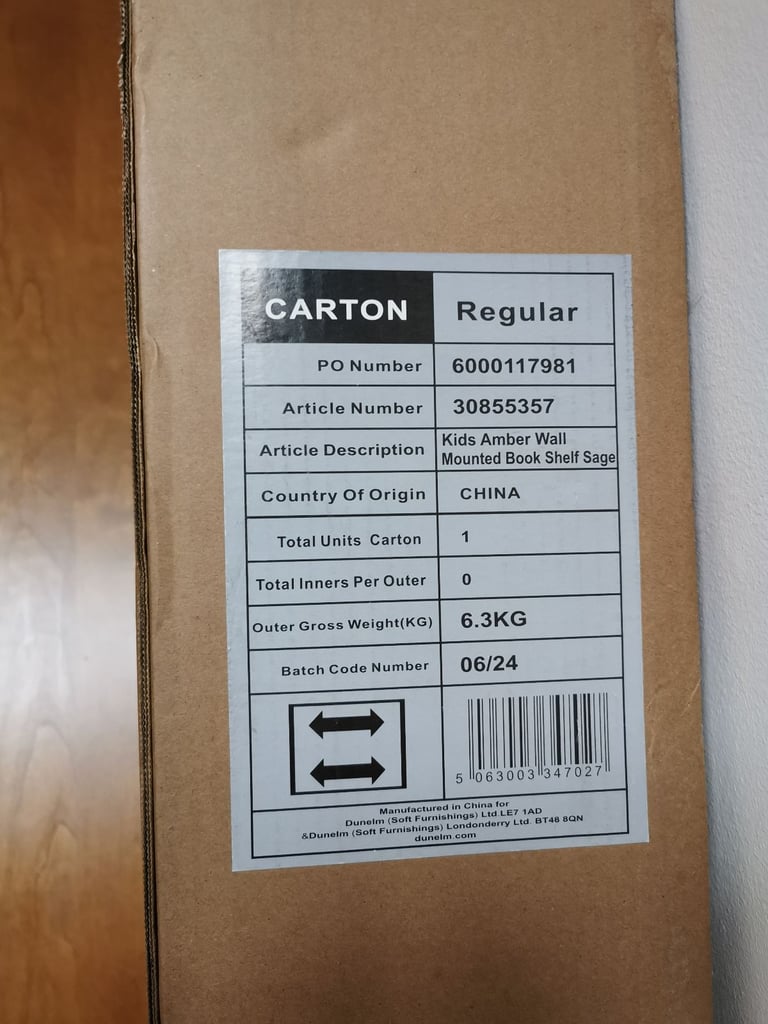 CARTON Regular
PO Number 6000117981
Article Number 30855357
Article Description Kids Amber Wall
Mounted Book Shelf Sage
Country Of Origin CHINA
Total Units Carton 1
Total Inners Per Outer 0
Outer Gross Weight(KG) 6.3KG
Batch Code Number 06/24
5 063003 347027
Manufactured in China for
Dunelm (Soft Furnishings) Ltd.LE7 1AD
&Dunelm (Soft Furnishings) Londonderry Ltd. BT48 8QN
dunelm.com